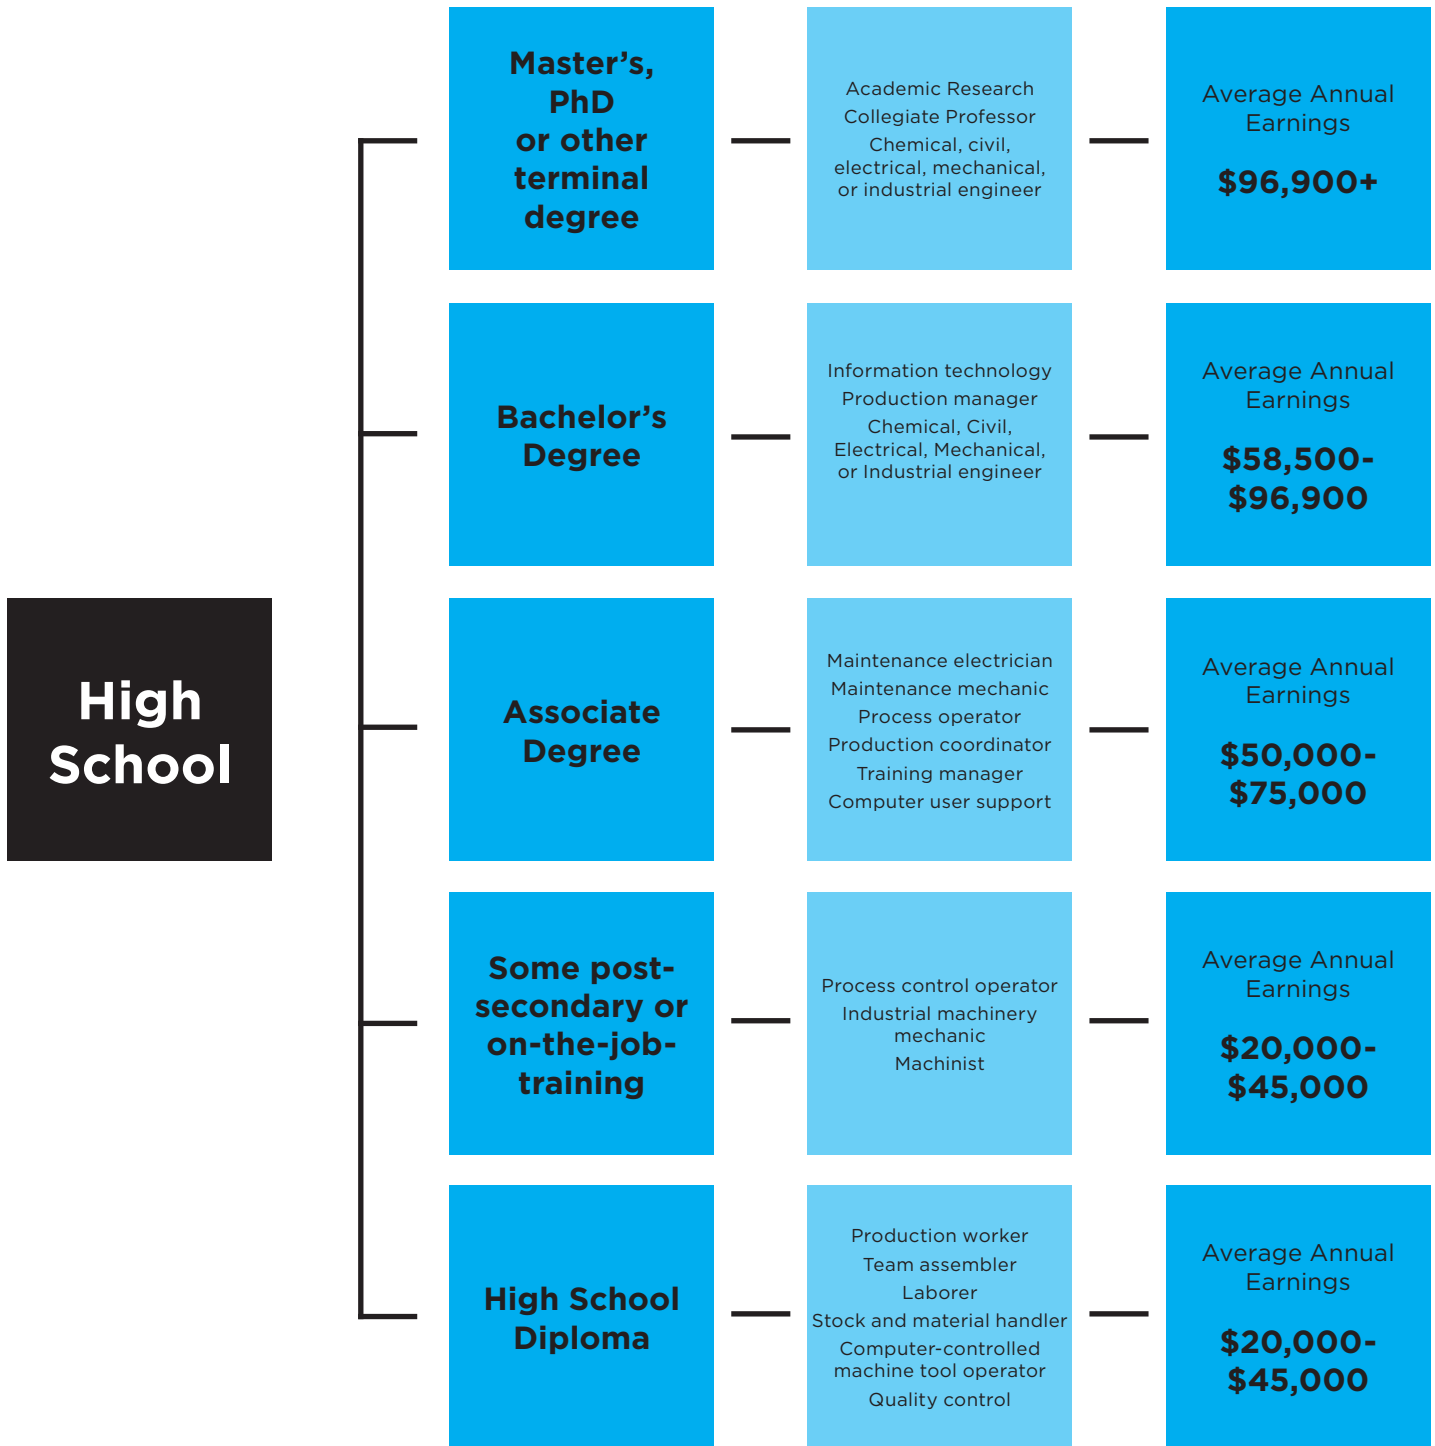 High
School
Master's,
PhD
or other
terminal
degree
Academic Research
Collegiate Professor
Chemical, civil,
electrical, mechanical,
or industrial engineer
Average Annual
Earnings
$96,900+
Bachelor's
Degree
Information technology
Production manager
Chemical, Civil,
Electrical, Mechanical,
or Industrial engineer
Average Annual
Earnings
$58,500-
$96,900
Associate
Degree
Maintenance electrician
Maintenance mechanic
Process operator
Production coordinator
Training manager
Computer user support
Average Annual
Earnings
$50,000-
$75,000
Some post-
secondary or
on-the-job-
training
Process control operator
Industrial machinery
mechanic
Machinist
Average Annual
Earnings
$20,000-
$45,000
High School
Diploma
Production worker
Team assembler
Laborer
Stock and material handler
Computer-controlled
machine tool operator
Quality control
Average Annual
Earnings
$20,000-
$45,000